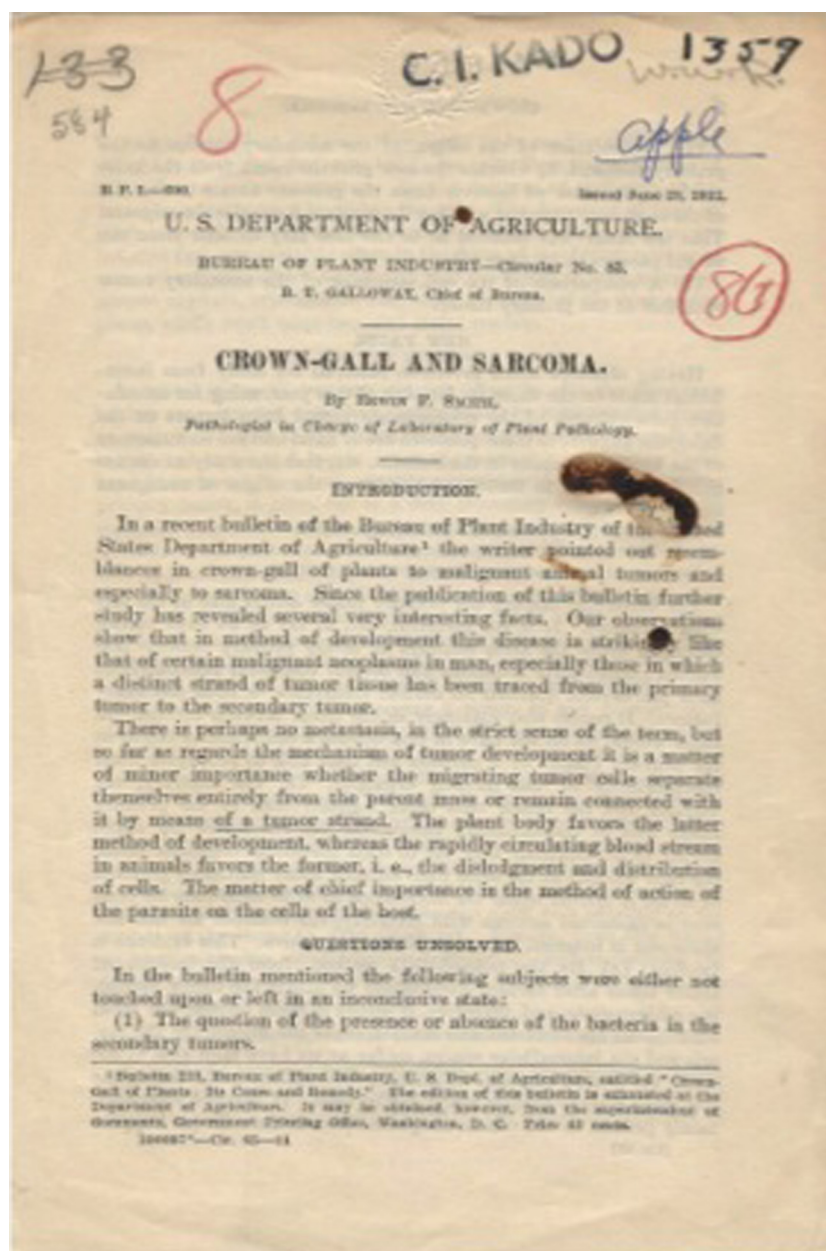 133
C. I. KADO 1359
584
8
apple
B. P. I.—690.
Issued June 29, 1911.
U. S. DEPARTMENT OF AGRICULTURE.
BUREAU OF PLANT INDUSTRY—Circular No. 85.
B. T. GALLOWAY, Chief of Bureau.
CROWN-GALL AND SARCOMA.
By ERWIN F. SMITH,
Pathologist in Charge of Laboratory of Plant Pathology.
INTRODUCTION.
In a recent bulletin of the Bureau of Plant Industry of
States Department of Agriculture¹ the writer pointed out resem-
blances in crown-gall of plants to malignant animal tumors and
especially to sarcoma. Since the publication of this bulletin further
study has revealed several very interesting facts. Our observations
show that in method of development this disease is like
that of certain malignant neoplasms in man, especially those in which
a distinct strand of tumor tissue has been traced from the primary
tumor to the secondary tumor.
There is perhaps no metastasis, in the strict sense of the term, but
so far as regards the mechanism of tumor development it is a matter
of minor importance whether the migrating tumor cells separate
themselves entirely from the parent mass or remain connected with
it by means of a tumor strand. The plant body favors the latter
method of development, whereas the rapidly circulating blood stream
in animals favors the former, i. e., the dislodgment and distribution
of cells. The matter of chief importance is the method of action of
the parasite on the cells of the host.
QUESTIONS UNSOLVED.
In the bulletin mentioned the following subjects were either not
touched upon or left in an inconclusive state:
(1) The question of the presence or absence of the bacteria in the
secondary tumors.
¹ Bulletin 213, Bureau of Plant Industry, U. S. Dept. of Agriculture, entitled "Crown-
Gall of Plants: Its Cause and Remedy." The edition of this bulletin is exhausted at the
Department of Agriculture. It may be obtained, however, from the superintendent of
documents, Government Printing Office, Washington, D. C. Price 40 cents.
—Cir. 85—11